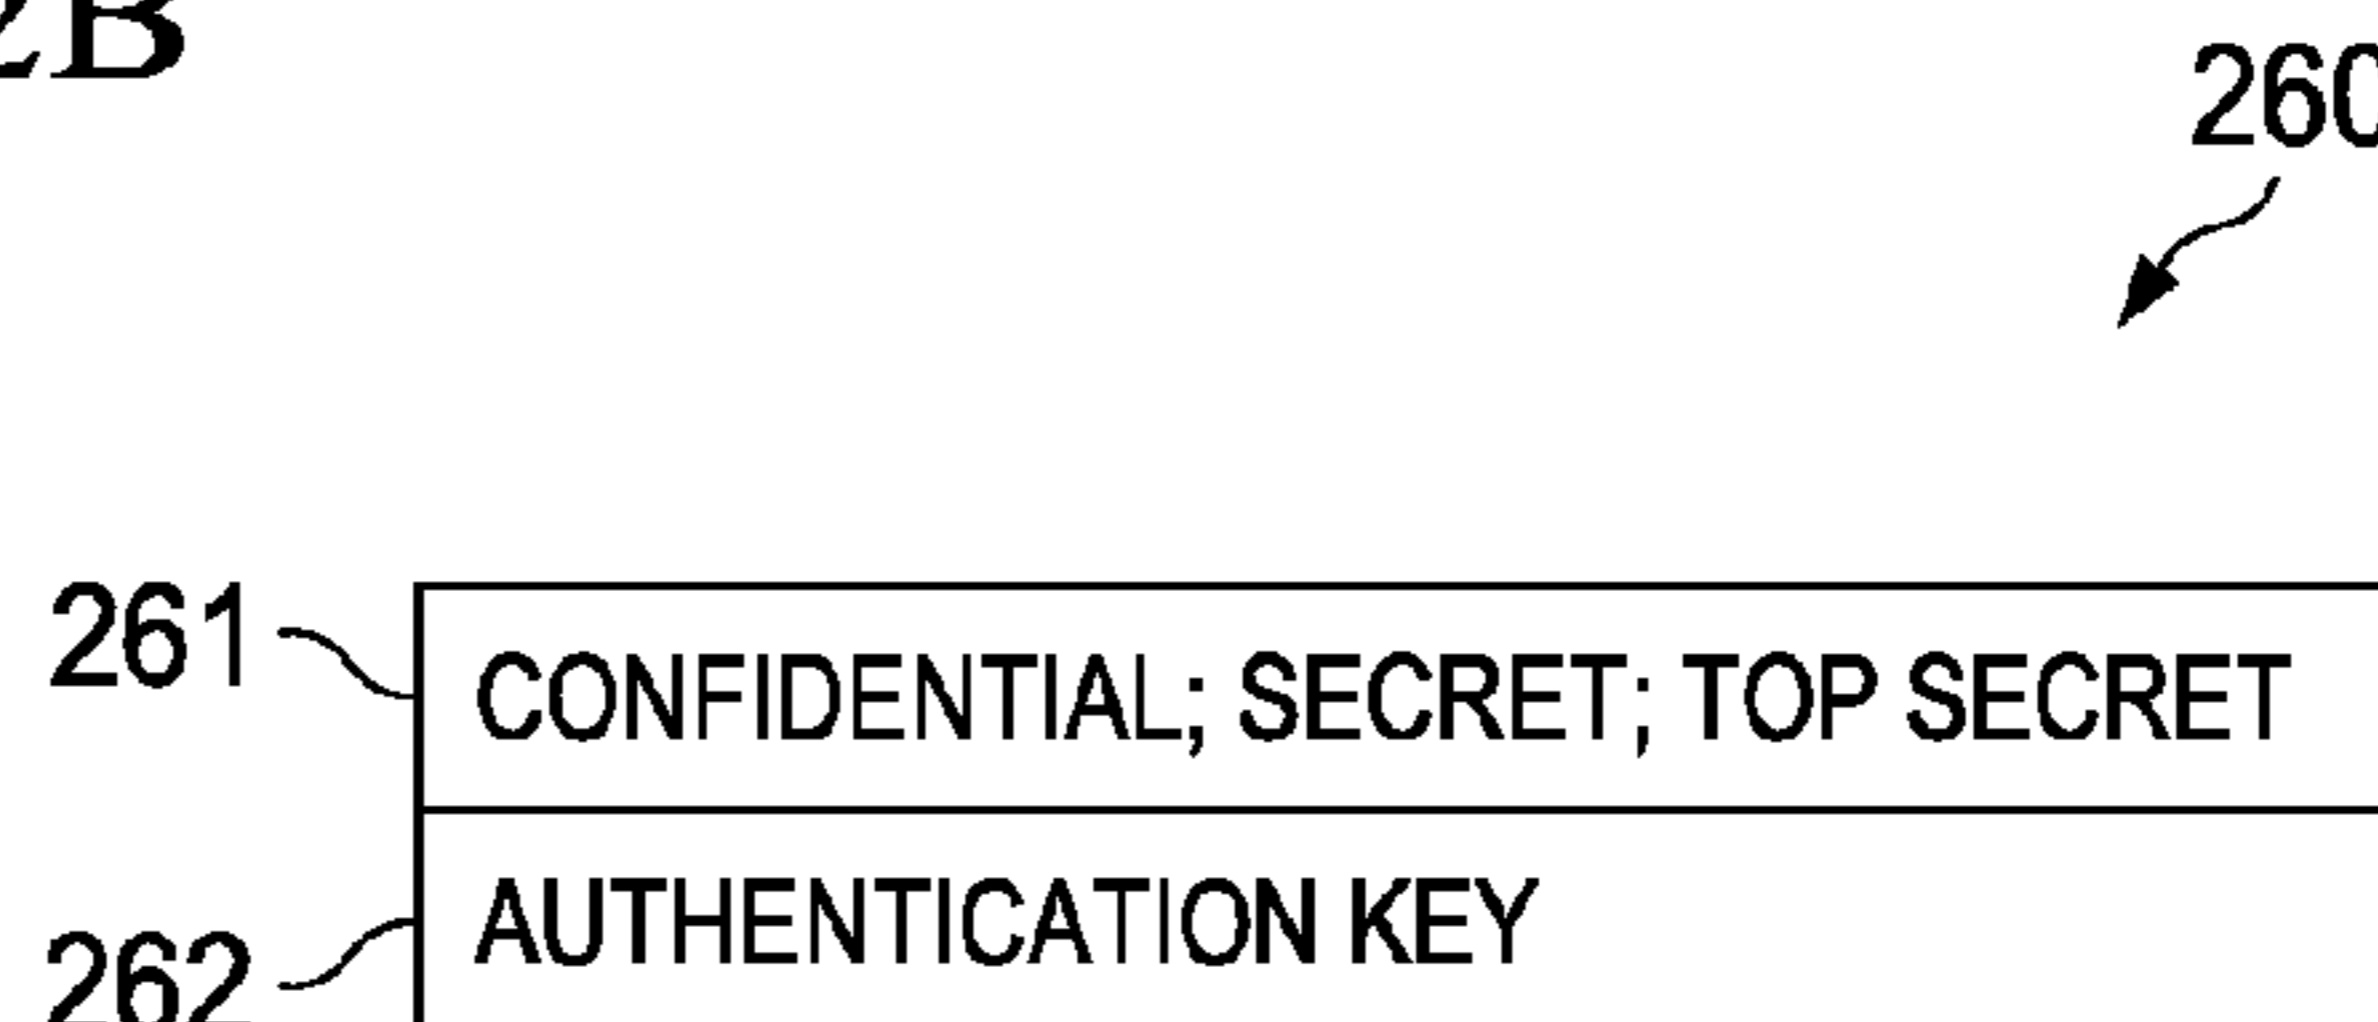 2B
260
261
CONFIDENTIAL; SECRET; TOP SECRET
AUTHENTICATION KEY
262